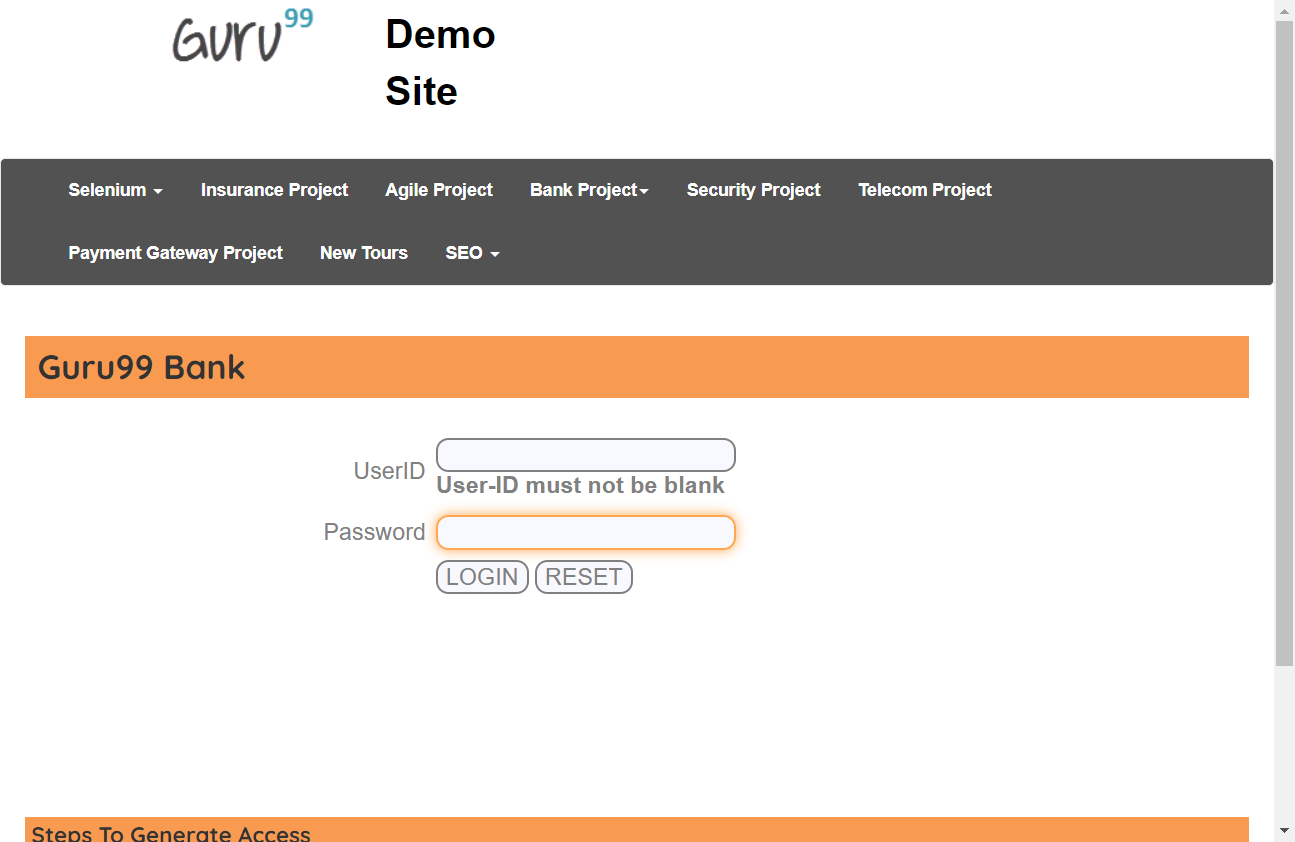 Guru99
Demo
Site
Selenium
Insurance Project
Agile Project
Bank Project
Security Project
Telecom Project
Payment Gateway Project
New Tours
SEO
Guru99 Bank
UserID
User-ID must not be blank
Password
LOGIN
RESET
Steps To Generate Access